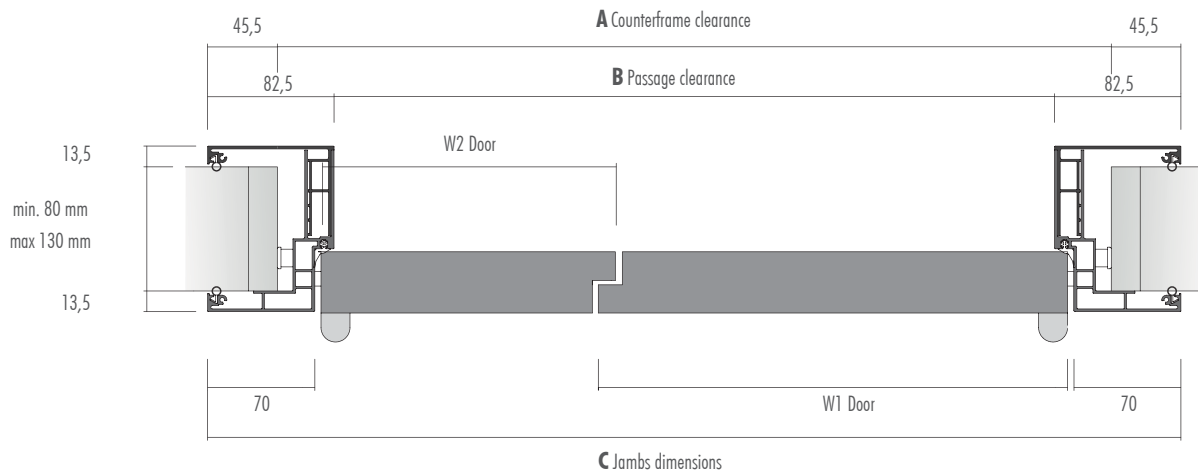 45,5
A Counterframe clearance
45,5
82,5
B Passage clearance
82,5
13,5
W2 Door
min. 80 mm
max 130 mm
13,5
70
W1 Door
70
C Jambs dimensions